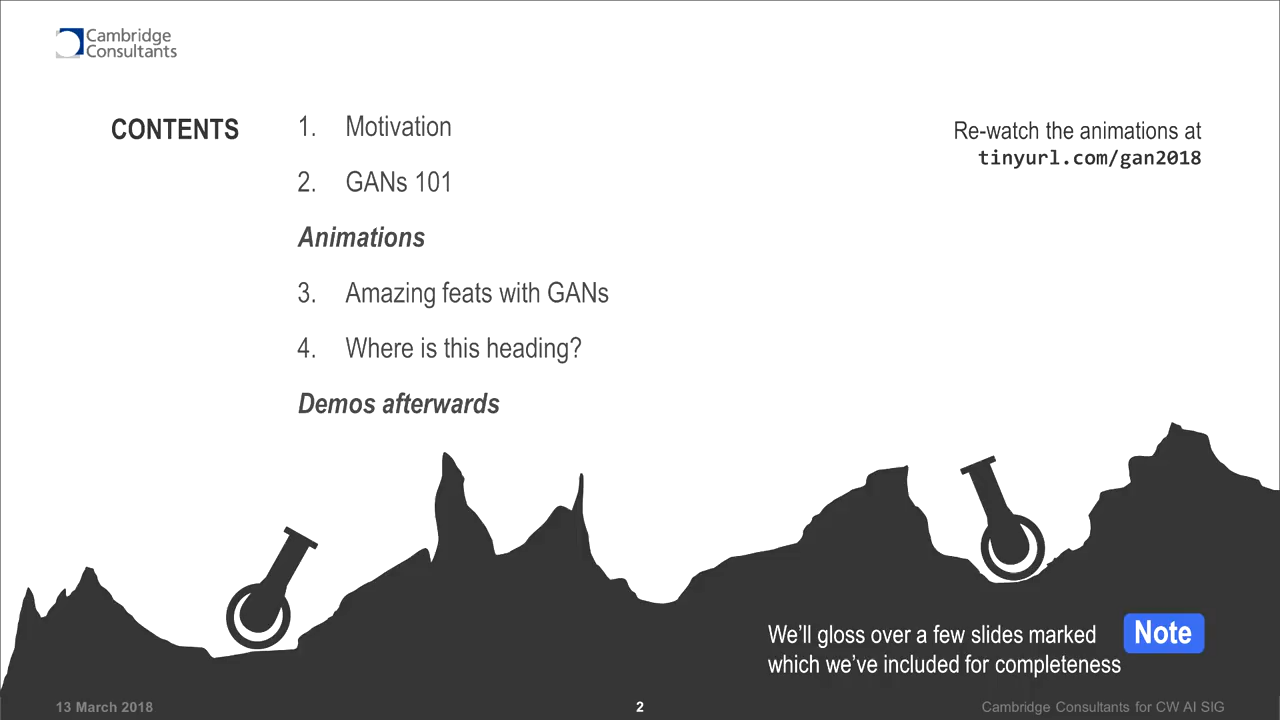 Cambridge
Consultants
CONTENTS
1. Motivation
2. GANs 101
Animations
3. Amazing feats with GANs
4. Where is this heading?
Demos afterwards
Re-watch the animations at
tinyurl.com/gan2018
We’ll gloss over a few slides marked Note
which we’ve included for completeness
13 March 2018
2
Cambridge Consultants for CW AI SIG